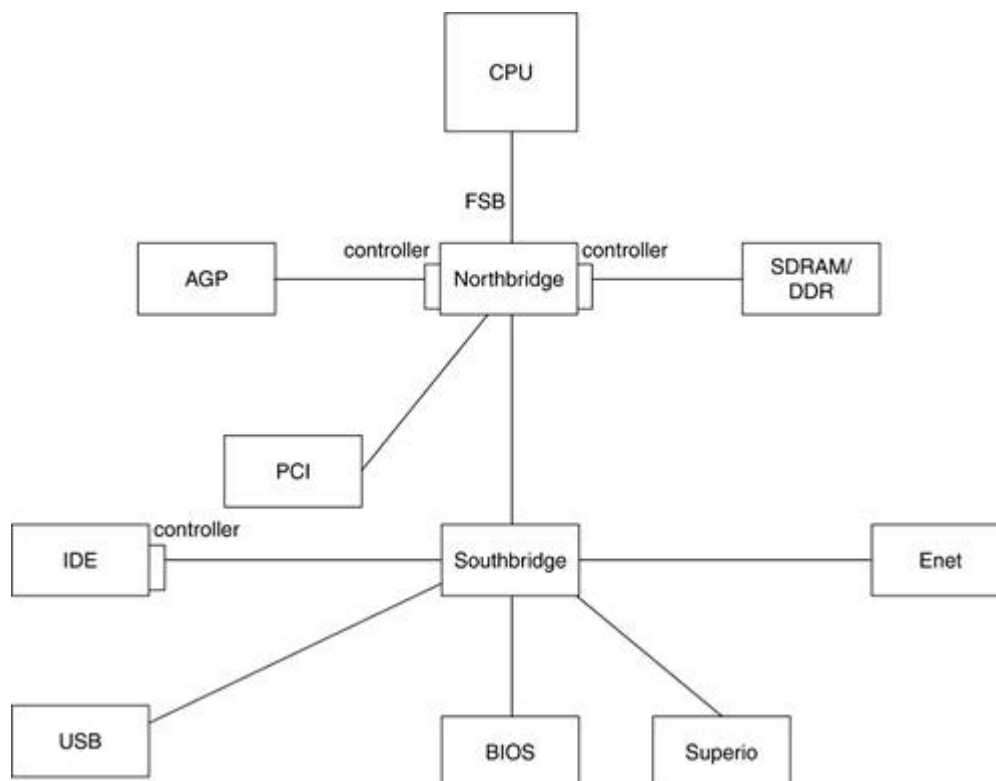 CPU
FSB
controller
controller
AGP
Northbridge
SDRAM/
DDR
PCI
controller
IDE
Southbridge
Enet
USB
BIOS
Superio